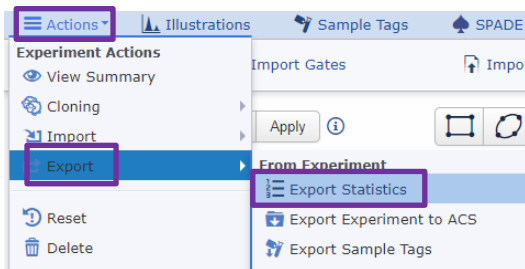 Actions Illustrations Sample Tags SPADE
Experiment Actions
View Summary
Import Gates
Cloning
Import
Apply
Export
From Experiment
Export Statistics
Reset
Export Experiment to ACS
Delete
Export Sample Tags